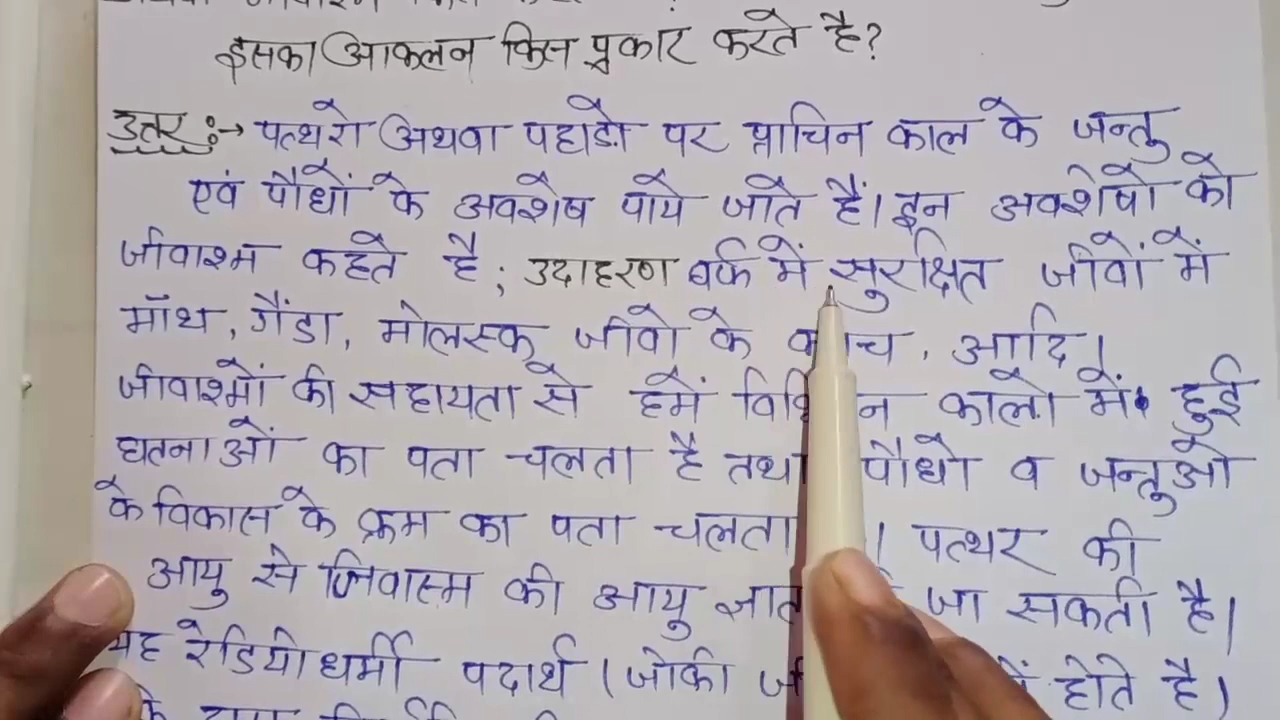 इसका आकलन किस प्रकार करते है?
उत्तर :→ पत्थरो अथवा पहाड़ो पर प्राचिन काल के जन्तु
एवं पौधों के अवशेष पाये जाते हैं। इन अवशेषो को
जीवाश्म कहते है; उदाहरण बर्फ में सुरक्षित जीवों में
मॉथ, गैंडा, मोलस्क जीवो के आदि।
जीवाश्मों की सहायता से हमें कालो में हुई
घतनाओं का पता चलता है तथा पौधो व जन्तुओ
के विकास के क्रम का पता चलता । पत्थर की
आयु से जिवास्म की आयु जा सकती है।
यह रेडियोधर्मी पदार्थ (जोकी होते है)